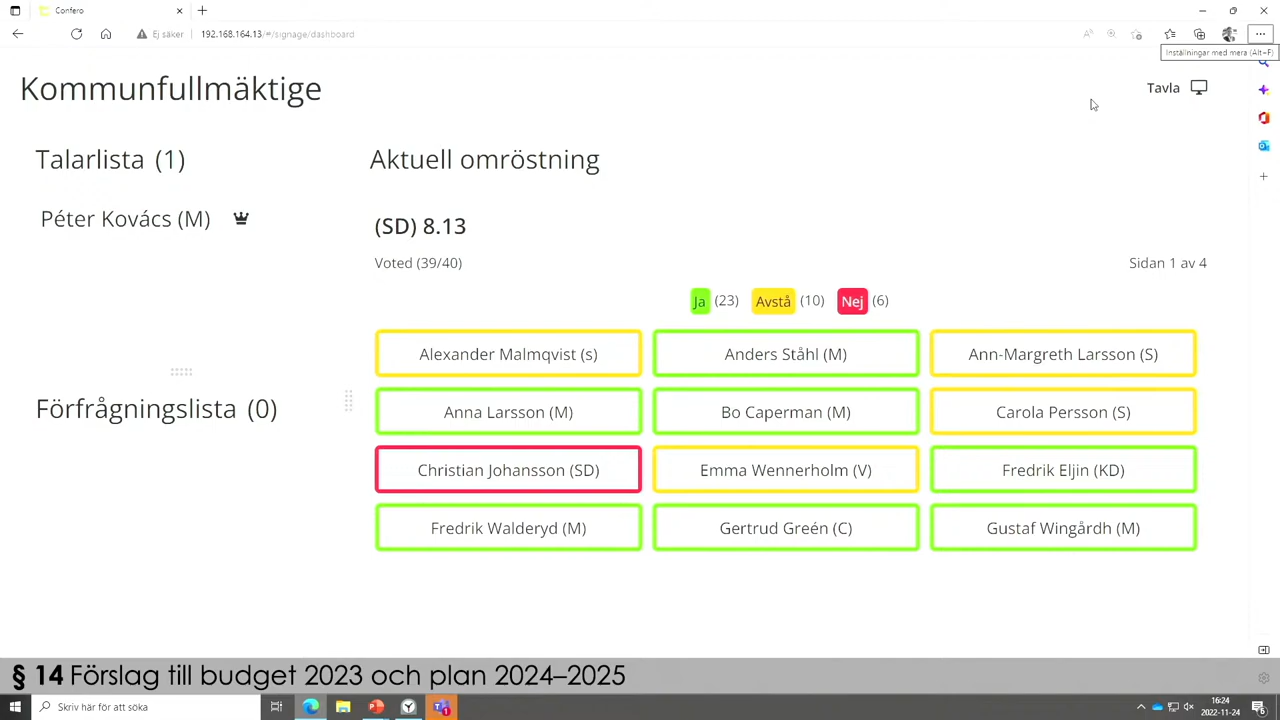 Confero
Ej säker
192.168.164.13/#/signage/dashboard
Inställningar med mera (Alt+F)
Kommunfullmäktige
Tavla
Talarlista (1)
Aktuell omröstning
Péter Kovács (M)
(SD) 8.13
Voted (39/40)
Sidan 1 av 4
Ja (23) Avstå (10) Nej (6)
Alexander Malmqvist (s)
Anders Ståhl (M)
Ann-Margreth Larsson (S)
Förfrågningslista (0)
Anna Larsson (M)
Bo Caperman (M)
Carola Persson (S)
Christian Johansson (SD)
Emma Wennerholm (V)
Fredrik Eljin (KD)
Fredrik Walderyd (M)
Gertrud Greén (C)
Gustaf Wingårdh (M)
§ 14 Förslag till budget 2023 och plan 2024–2025
Skriv här för att söka
16:24
2022-11-24